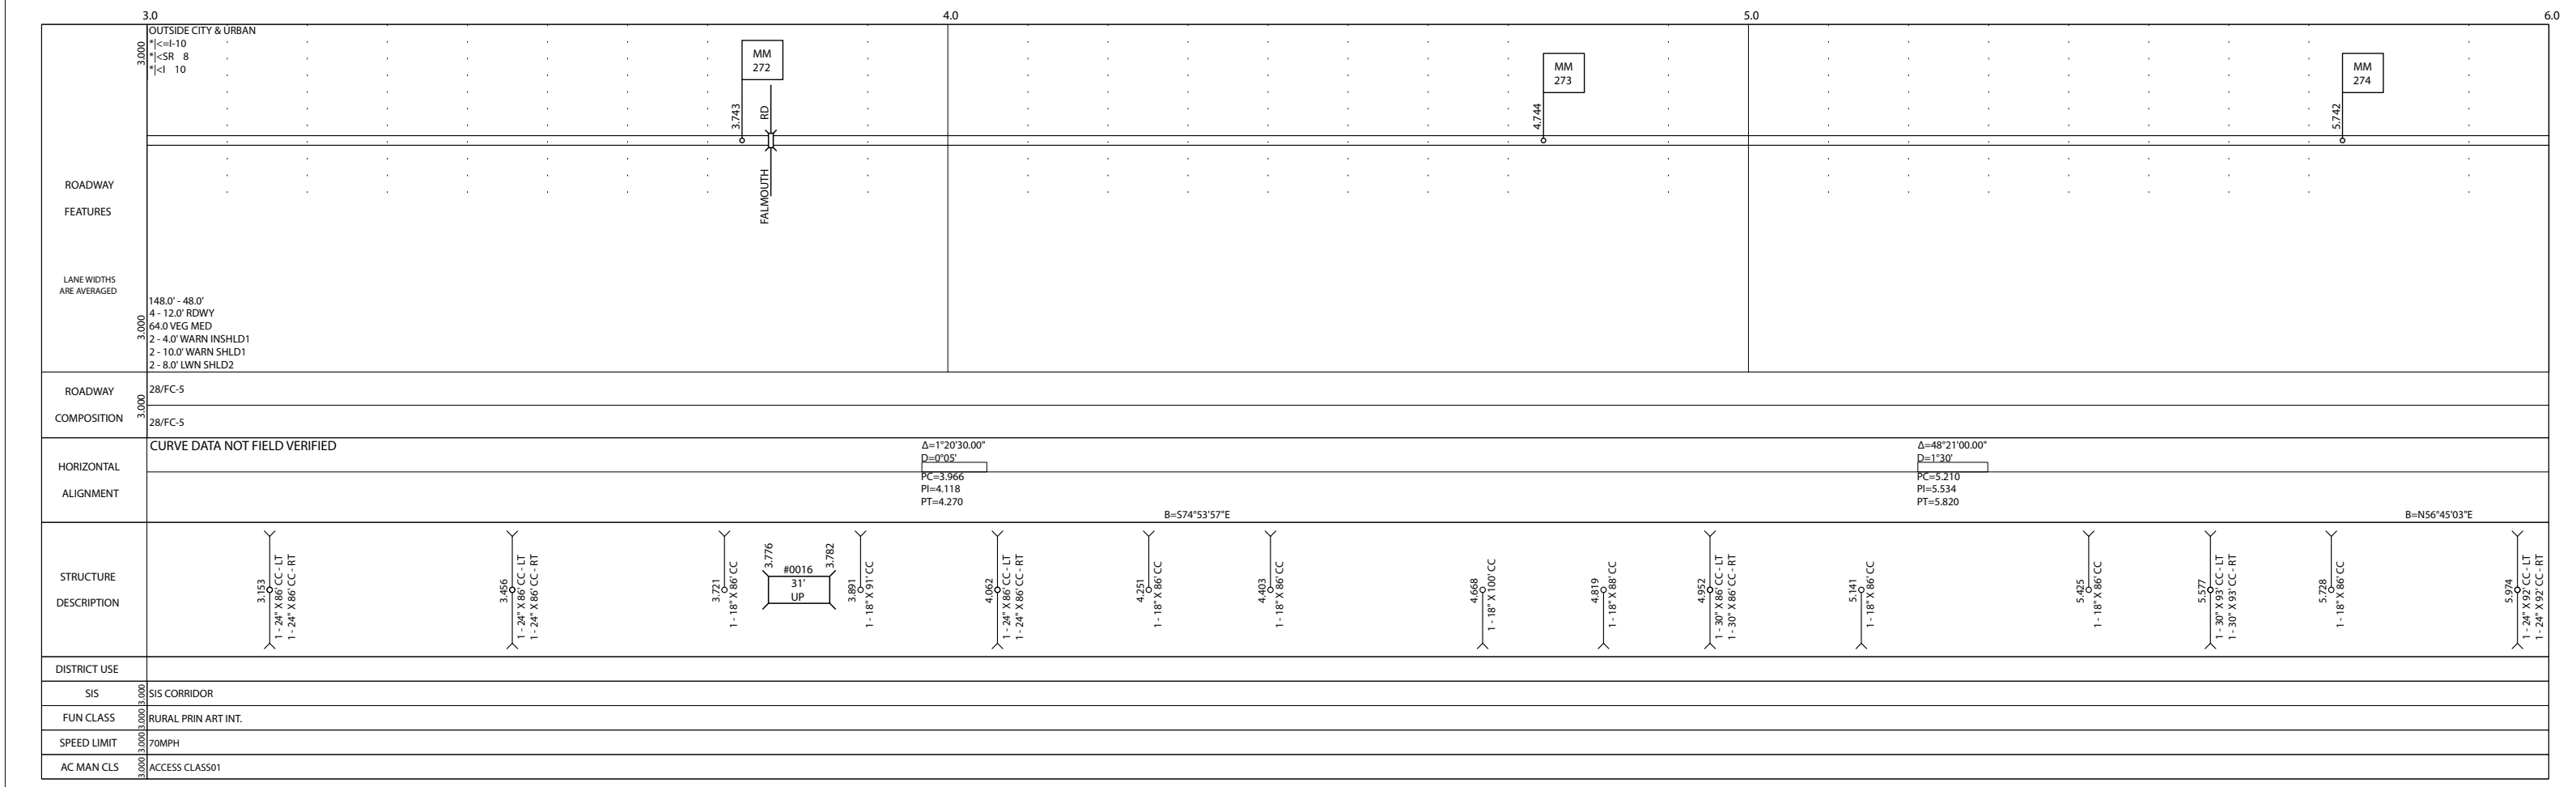 3.0 4.0 5.0 6.0
3.000
OUTSIDE CITY & URBAN
*|<=I-10
*|<SR 8
*|<I 10
MM
272
3.743
FALMOUTH RD
MM
273
4.744
MM
274
5.742
ROADWAY
FEATURES
LANE WIDTHS
ARE AVERAGED
3.000
148.0' - 48.0'
4 - 12.0' RDWY
64.0 VEG MED
2 - 4.0' WARN INSHLD1
2 - 10.0' WARN SHLD1
2 - 8.0' LWN SHLD2
ROADWAY
COMPOSITION
3.000
28/FC-5
28/FC-5
HORIZONTAL
ALIGNMENT
CURVE DATA NOT FIELD VERIFIED
Δ=1°20'30.00"
D=0°05'
PC=3.966
PI=4.118
PT=4.270
B=S74°53'57"E
Δ=48°21'00.00"
D=1°30'
PC=5.210
PI=5.534
PT=5.820
B=N56°45'03"E
STRUCTURE
DESCRIPTION
3.153
1 - 24" X 86' CC - LT
1 - 24" X 86' CC - RT
3.456
1 - 24" X 86' CC - LT
1 - 24" X 86' CC - RT
3.721
1 - 18" X 86' CC
3.776
#0016
31'
UP
3.782
3.891
1 - 18" X 91' CC
4.062
1 - 24" X 86' CC - LT
1 - 24" X 86' CC - RT
4.251
1 - 18" X 86' CC
4.403
1 - 18" X 86' CC
4.668
1 - 18" X 100' CC
4.819
1 - 18" X 88' CC
4.952
1 - 30" X 86' CC - LT
1 - 30" X 86' CC - RT
5.141
1 - 18" X 86' CC
5.425
1 - 18" X 86' CC
5.577
1 - 30" X 93' CC - LT
1 - 30" X 93' CC - RT
5.728
1 - 18" X 86' CC
5.974
1 - 24" X 92' CC - LT
1 - 24" X 92' CC - RT
DISTRICT USE
SIS 3.000 SIS CORRIDOR
FUN CLASS 3.000 RURAL PRIN ART INT.
SPEED LIMIT 3.000 70MPH
AC MAN CLS 3.000 ACCESS CLASS01